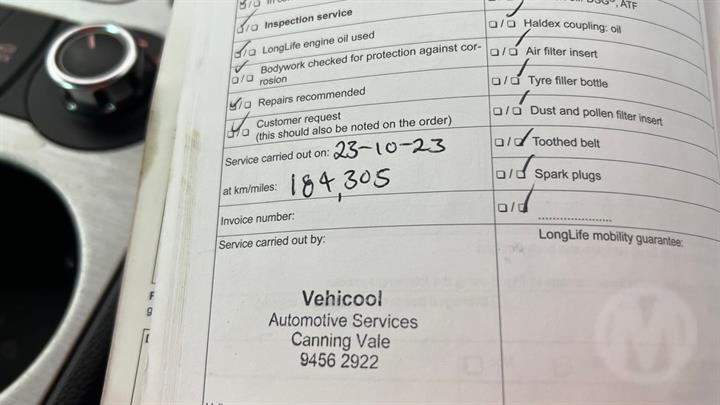 Inspection service
LongLife engine oil used
Bodywork checked for protection against cor-
rosion
Repairs recommended
Customer request
(this should also be noted on the order)
Service carried out on: 23-10-23
at km/miles: 184,305
Invoice number:
Service carried out by:
Vehicool
Automotive Services
Canning Vale
9456 2922
, ATF
Haldex coupling: oil
Air filter insert
Tyre filler bottle
Dust and pollen filter insert
Toothed belt
Spark plugs
LongLife mobility guarantee: